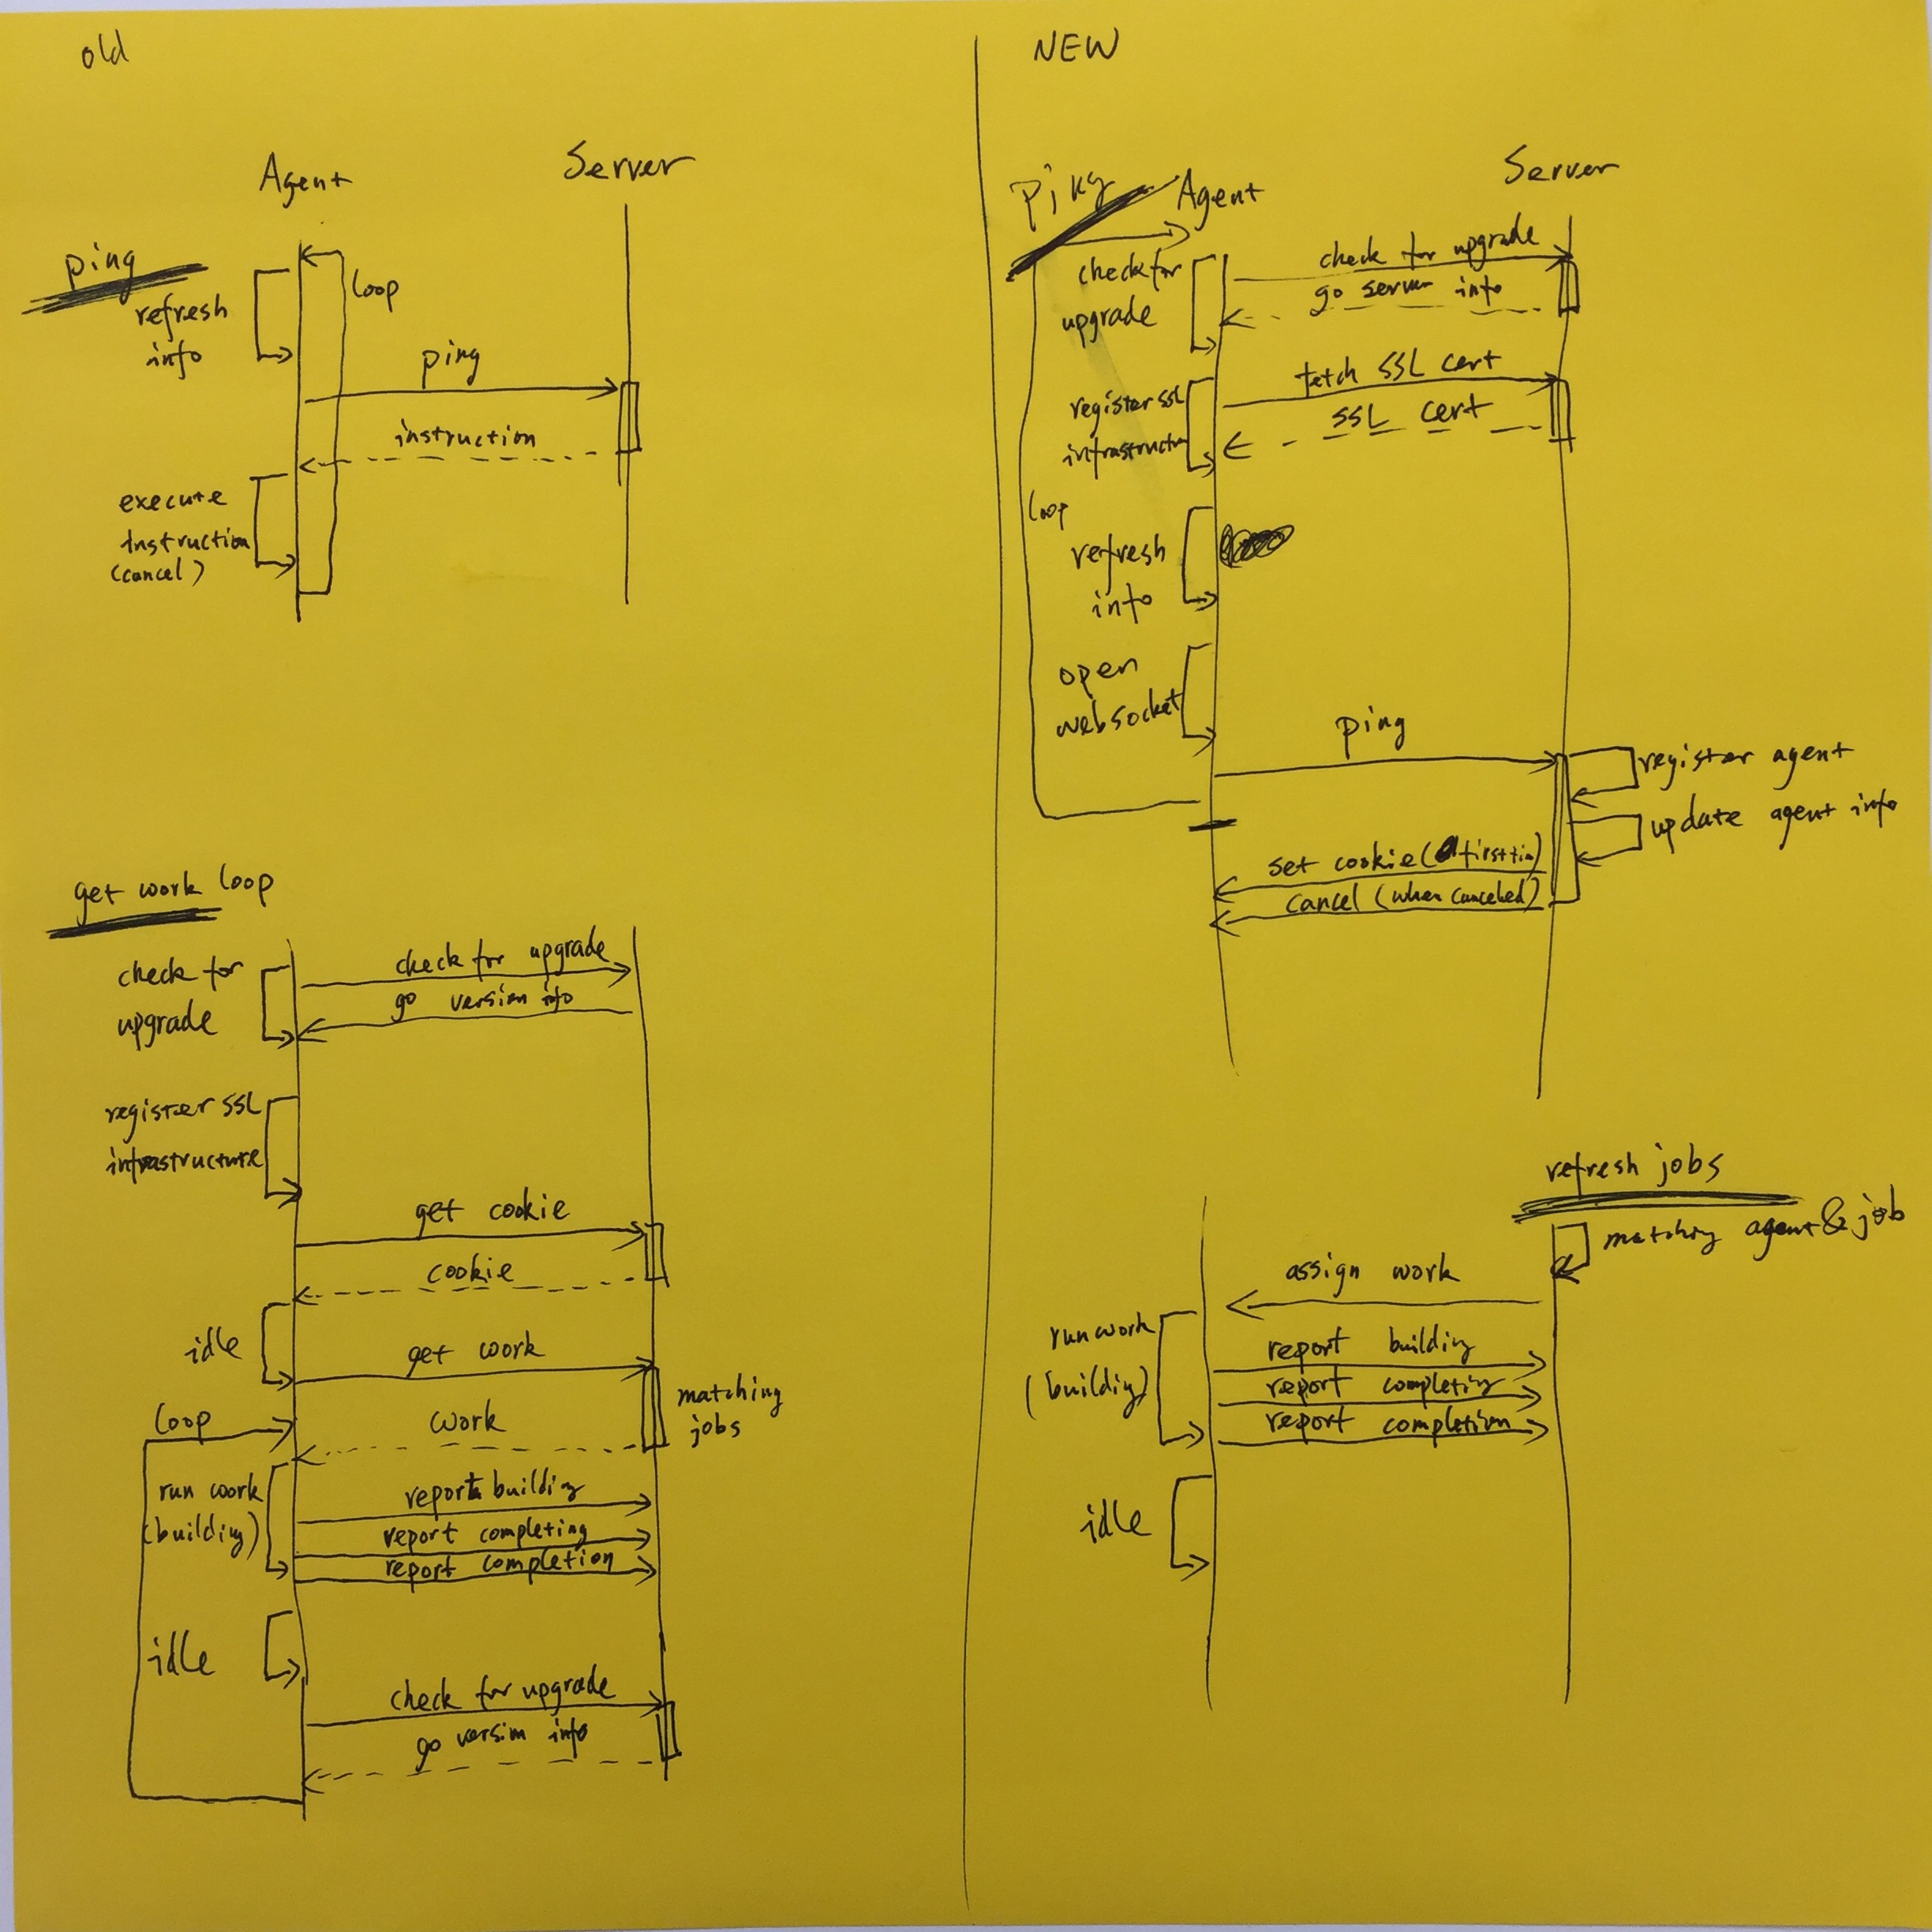 old
Agent
Server
ping
loop
refresh
info
ping
instruction
execute
instruction
(cancel)
get work loop
check for
upgrade
check for upgrade
go version info
register SSL
infrastructure
get cookie
cookie
idle
get work
matching
jobs
loop
work
run work
(building)
report building
report completing
report completion
idle
check for upgrade
go version info
NEW
ping
Agent
Server
check for
upgrade
check for upgrade
go server info
register ssl
infrastructur
fetch SSL cert
SSL cert
loop
refresh
info
open
websocket
ping
register agent
update agent info
set cookie (firsttim)
cancel (when canceled)
refresh jobs
matching agent & job
assign work
run work
(building)
report building
report completing
report completion
idle